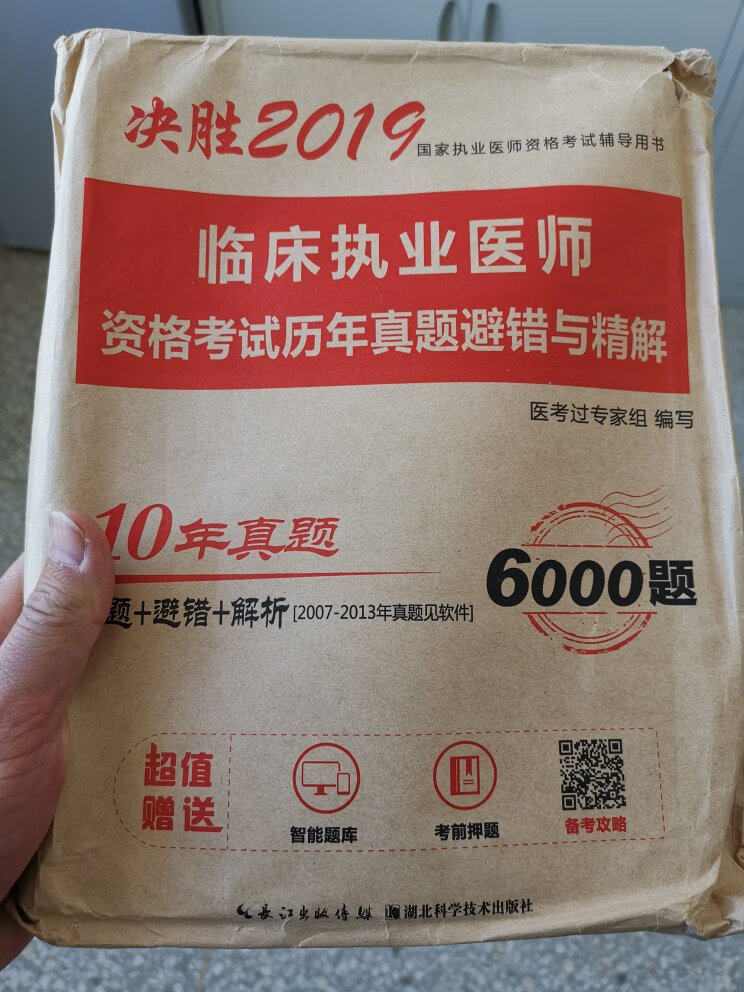 决胜2019 国家执业医师资格考试辅导用书
临床执业医师
资格考试历年真题避错与精解
医考过专家组 编写
10年真题
题+避错+解析[2007-2013年真题见软件]
6000题
超值
赠送
智能题库
考前押题
备考攻略
长江出版传媒 湖北科学技术出版社